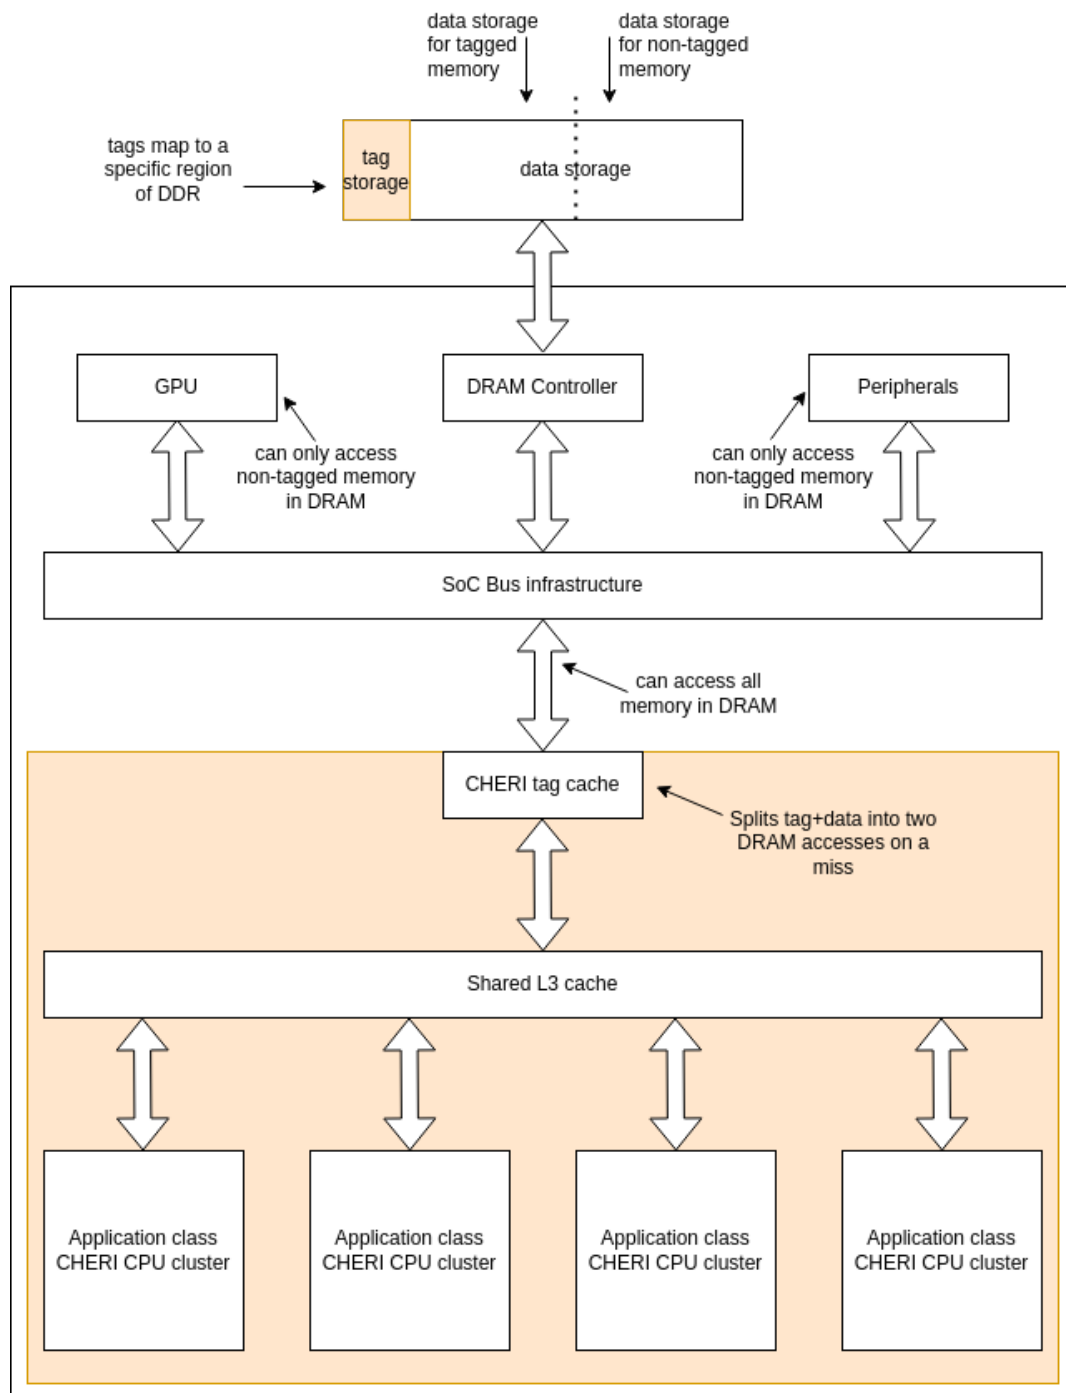 data storage
for tagged
memory
data storage
for non-tagged
memory
tags map to a
specific region
of DDR
tag
storage
data storage
GPU
DRAM Controller
Peripherals
can only access
non-tagged memory
in DRAM
can only access
non-tagged memory
in DRAM
SoC Bus infrastructure
can access all
memory in DRAM
CHERI tag cache
Splits tag+data into two
DRAM accesses on a
miss
Shared L3 cache
Application class
CHERI CPU cluster
Application class
CHERI CPU cluster
Application class
CHERI CPU cluster
Application class
CHERI CPU cluster